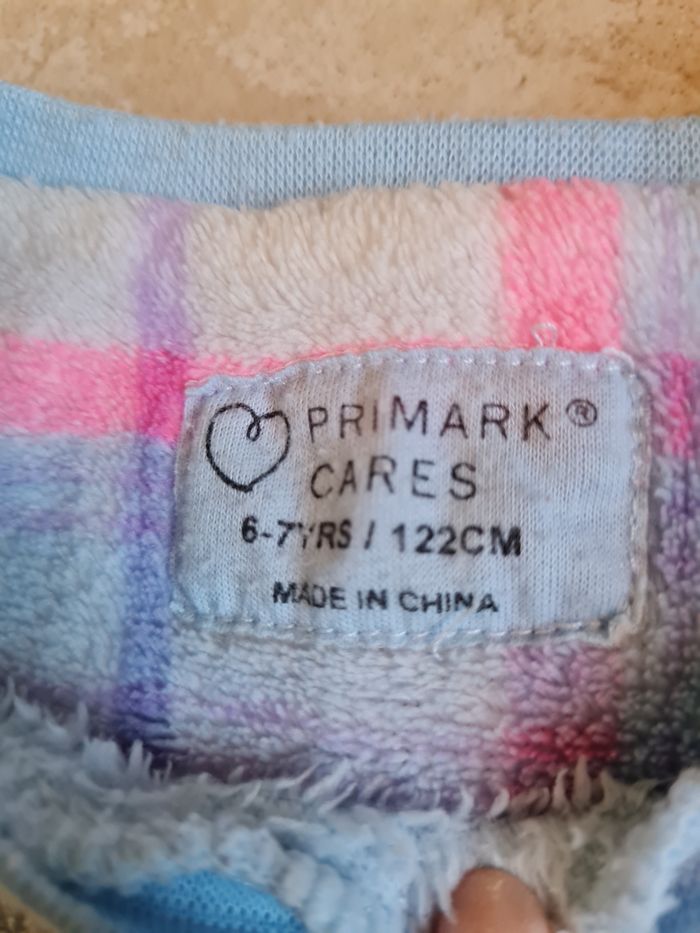 PRIMARK®
CARES
6-7YRS / 122CM
MADE IN CHINA